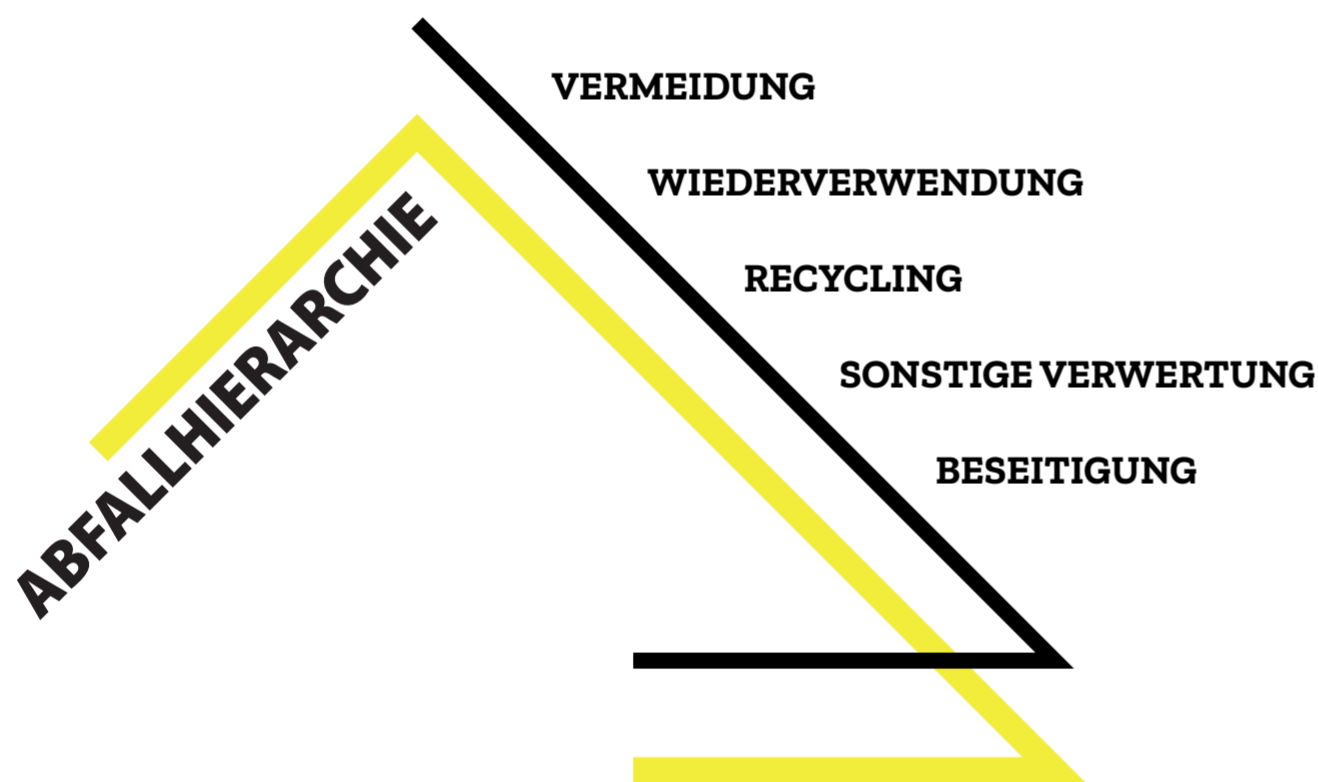 VERMEIDUNG
WIEDERVERWENDUNG
RECYCLING
SONSTIGE VERWERTUNG
BESEITIGUNG
ABFALLHIERARCHIE